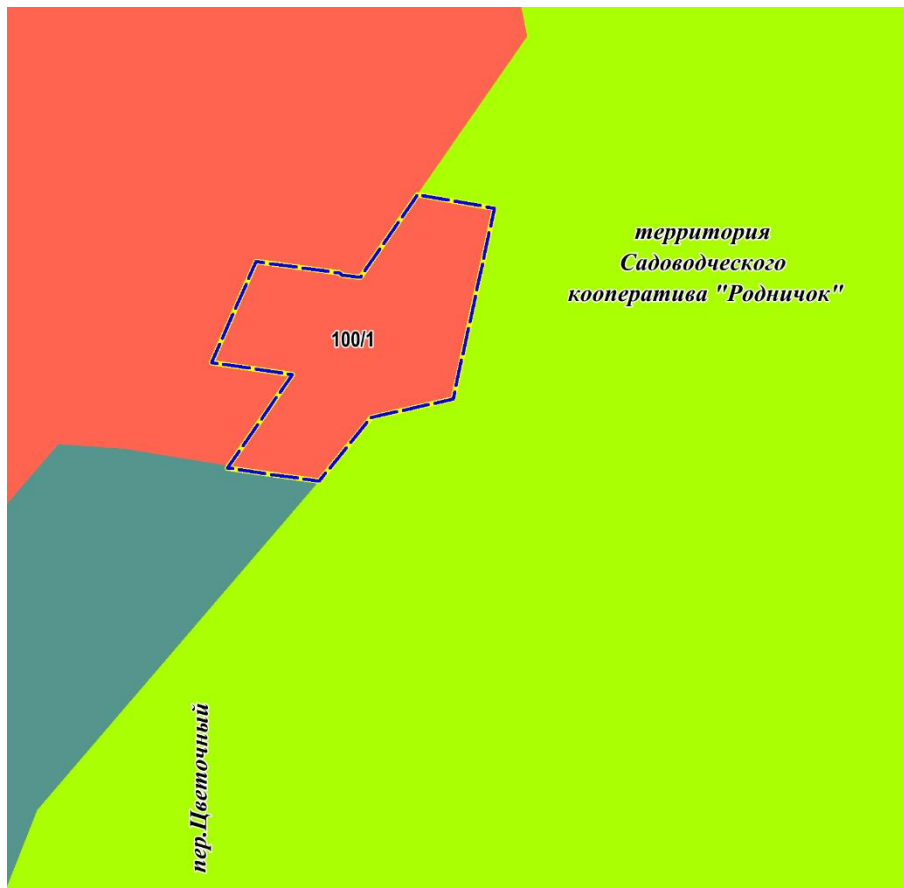 территория
Садоводческого
кооператива "Родничок"
100/1
пер.Цветочный